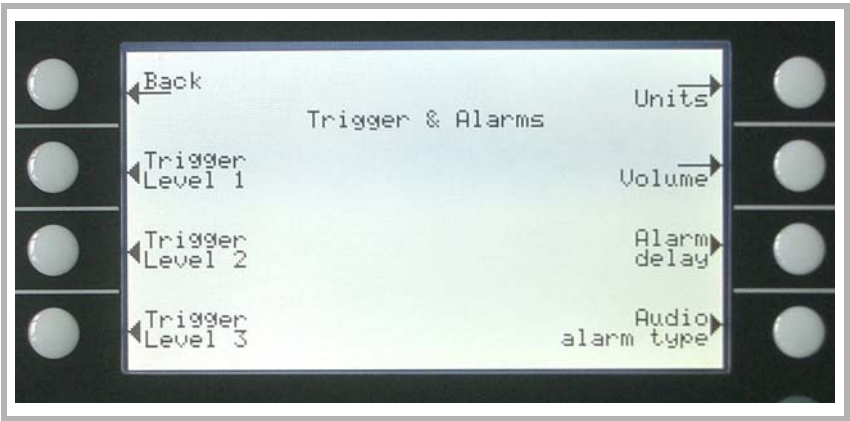 Back
Units
Trigger & Alarms
Trigger
Level 1
Volume
Trigger
Level 2
Alarm
delay
Trigger
Level 3
Audio
alarm type